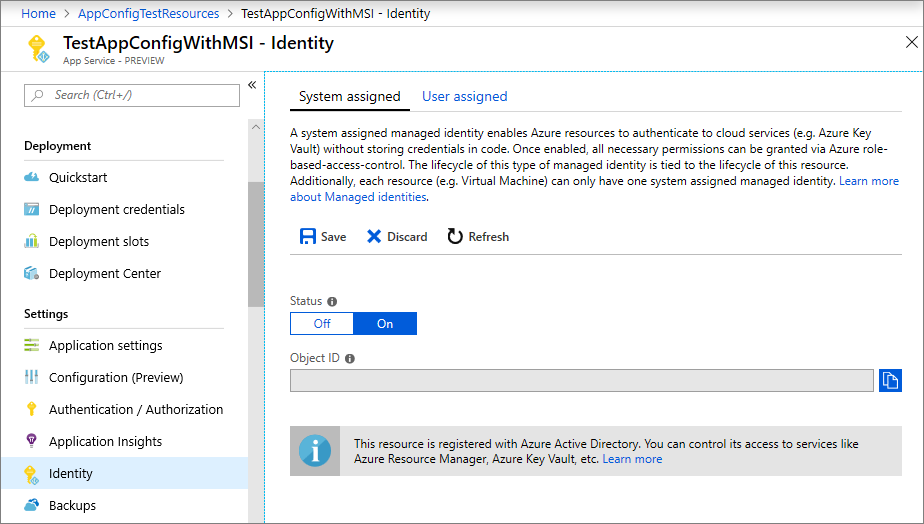 Home > AppConfigTestResources > TestAppConfigWithMSI - Identity
TestAppConfigWithMSI - Identity
App Service - PREVIEW
Search (Ctrl+/)
Deployment
Quickstart
Deployment credentials
Deployment slots
Deployment Center
Settings
Application settings
Configuration (Preview)
Authentication / Authorization
Application Insights
Identity
Backups
System assigned
User assigned
A system assigned managed identity enables Azure resources to authenticate to cloud services (e.g. Azure Key
Vault) without storing credentials in code. Once enabled, all necessary permissions can be granted via Azure role-
based-access-control. The lifecycle of this type of managed identity is tied to the lifecycle of this resource.
Additionally, each resource (e.g. Virtual Machine) can only have one system assigned managed identity. Learn more
about Managed identities.
Save
Discard
Refresh
Status
Off
On
Object ID
This resource is registered with Azure Active Directory. You can control its access to services like
Azure Resource Manager, Azure Key Vault, etc. Learn more